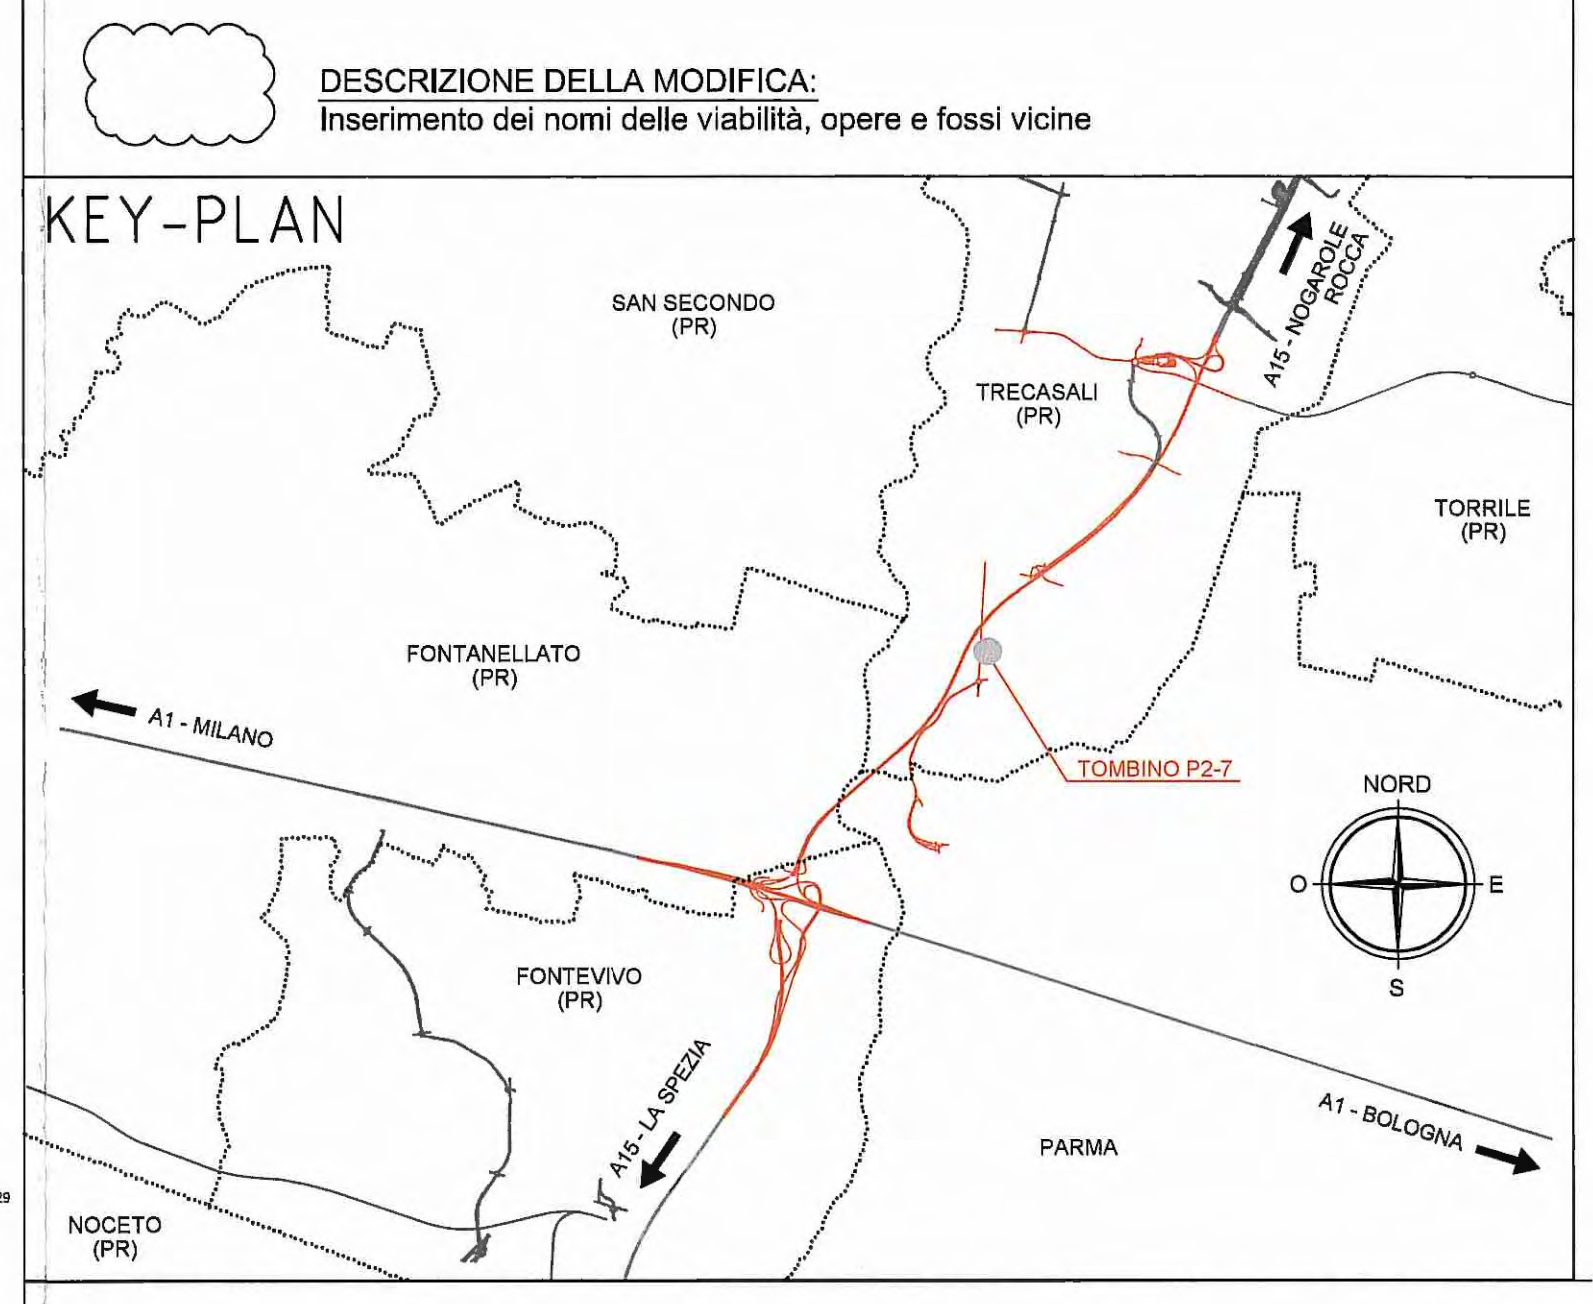 DESCRIZIONE DELLA MODIFICA:
Inserimento dei nomi delle viabilità, opere e fossi vicine
KEY-PLAN
SAN SECONDO
(PR)
A15 - NOGAROLE
ROCCA
TRECASALI
(PR)
TORRILE
(PR)
FONTANELLATO
(PR)
A1 - MILANO
TOMBINO P2-7
NORD
O
E
S
FONTEVIVO
(PR)
A15 - LA SPEZIA
A1 - BOLOGNA
PARMA
29
NOCETO
(PR)